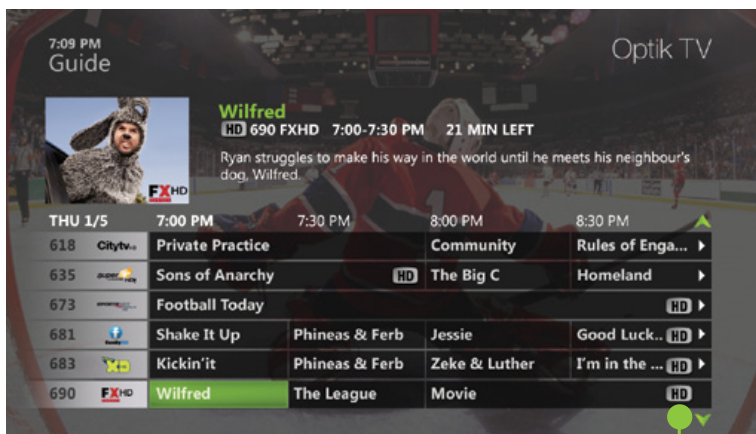 7:09 PM
Guide
Optik TV
Wilfred
HD 690 FXHD 7:00-7:30 PM 21 MIN LEFT
Ryan struggles to make his way in the world until he meets his neighbour's
dog, Wilfred.
FX HD
THU 1/5 7:00 PM 7:30 PM 8:00 PM 8:30 PM
618 Citytv Private Practice Community Rules of Enga...
635 Sons of Anarchy HD The Big C Homeland
673 Football Today HD
681 Shake It Up Phineas & Ferb Jessie Good Luck.. HD
683 XD Kickin'it Phineas & Ferb Zeke & Luther I'm in the ... HD
690 FX HD Wilfred The League Movie HD